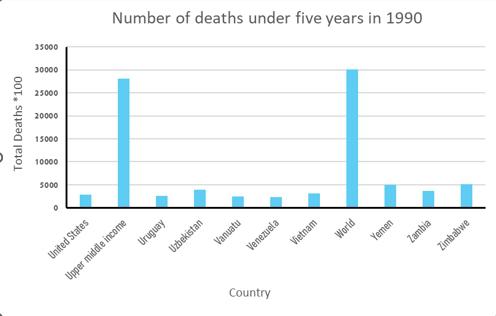 Number of deaths under five years in 1990
Total Deaths *100
35000
30000
25000
20000
15000
10000
5000
0
United States
Upper middle income
Uruguay
Uzbekistan
Vanuatu
Venezuela
Vietnam
World
Yemen
Zambia
Zimbabwe
Country